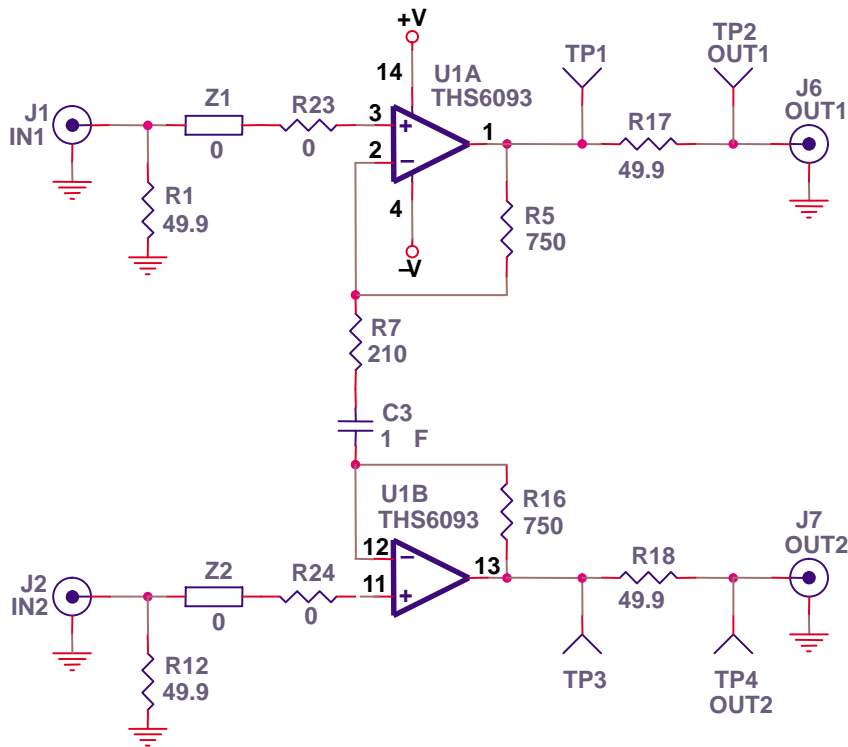 +V
14
U1A
THS6093
TP1
TP2
OUT1
J6
OUT1
J1
IN1
Z1
0
R23
0
3
+
2
−
1
R17
49.9
R1
49.9
4
−V
R5
750
R7
210
C3
1 F
U1B
THS6093
R16
750
12
−
11
+
13
R18
49.9
J7
OUT2
J2
IN2
Z2
0
R24
0
R12
49.9
TP3
TP4
OUT2